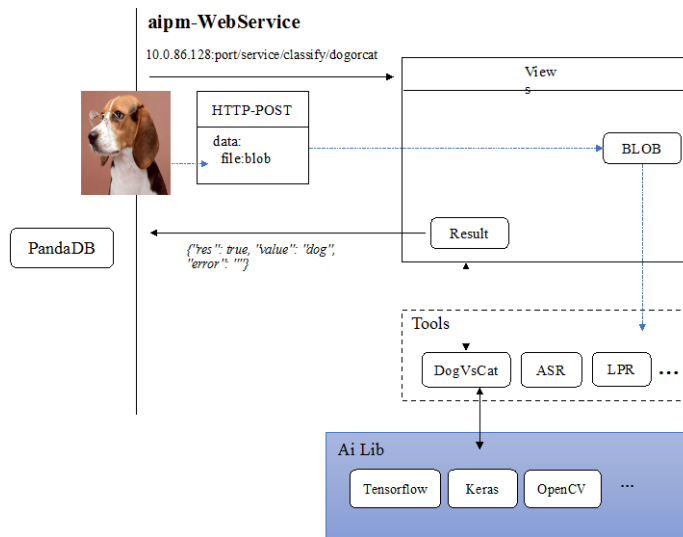 aipm-WebService
10.0.86.128:port/service/classify/dogorcat
View
s
HTTP-POST
data:
file:blob
BLOB
PandaDB
Result
{"res": true, "value": "dog",
"error": ""}
Tools
DogVsCat
ASR
LPR
...
Ai Lib
Tensorflow
Keras
OpenCV
...